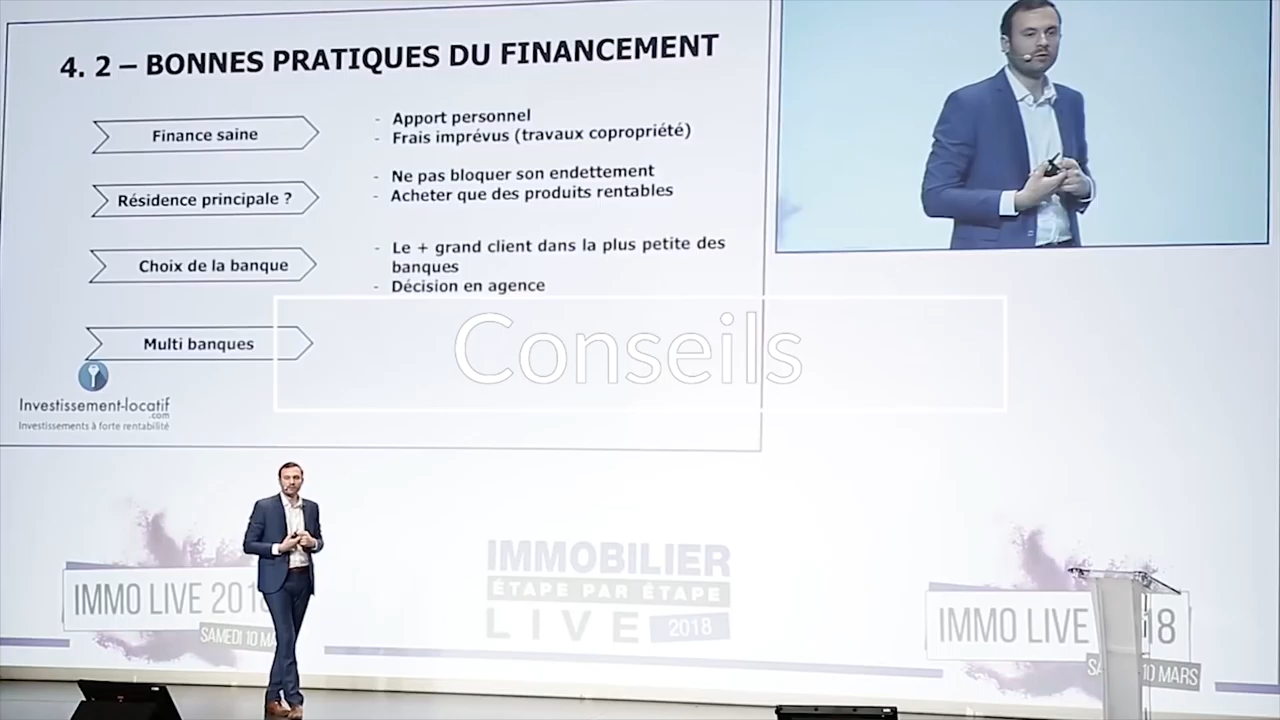 4. 2 – BONNES PRATIQUES DU FINANCEMENT
Finance saine
- Apport personnel
- Frais imprévus (travaux copropriété)
Résidence principale ?
- Ne pas bloquer son endettement
- Acheter que des produits rentables
Choix de la banque
- Le + grand client dans la plus petite des
banques
- Décision en agence
Multi banques
Conseils
Investissement-locatif
.com
Investissements à forte rentabilité
IMMO LIVE 201
SAMEDI 10 MA
IMMOBILIER
ÉTAPE PAR ÉTAPE
LIVE 2018
IMMO LIVE 18
SA 10 MARS